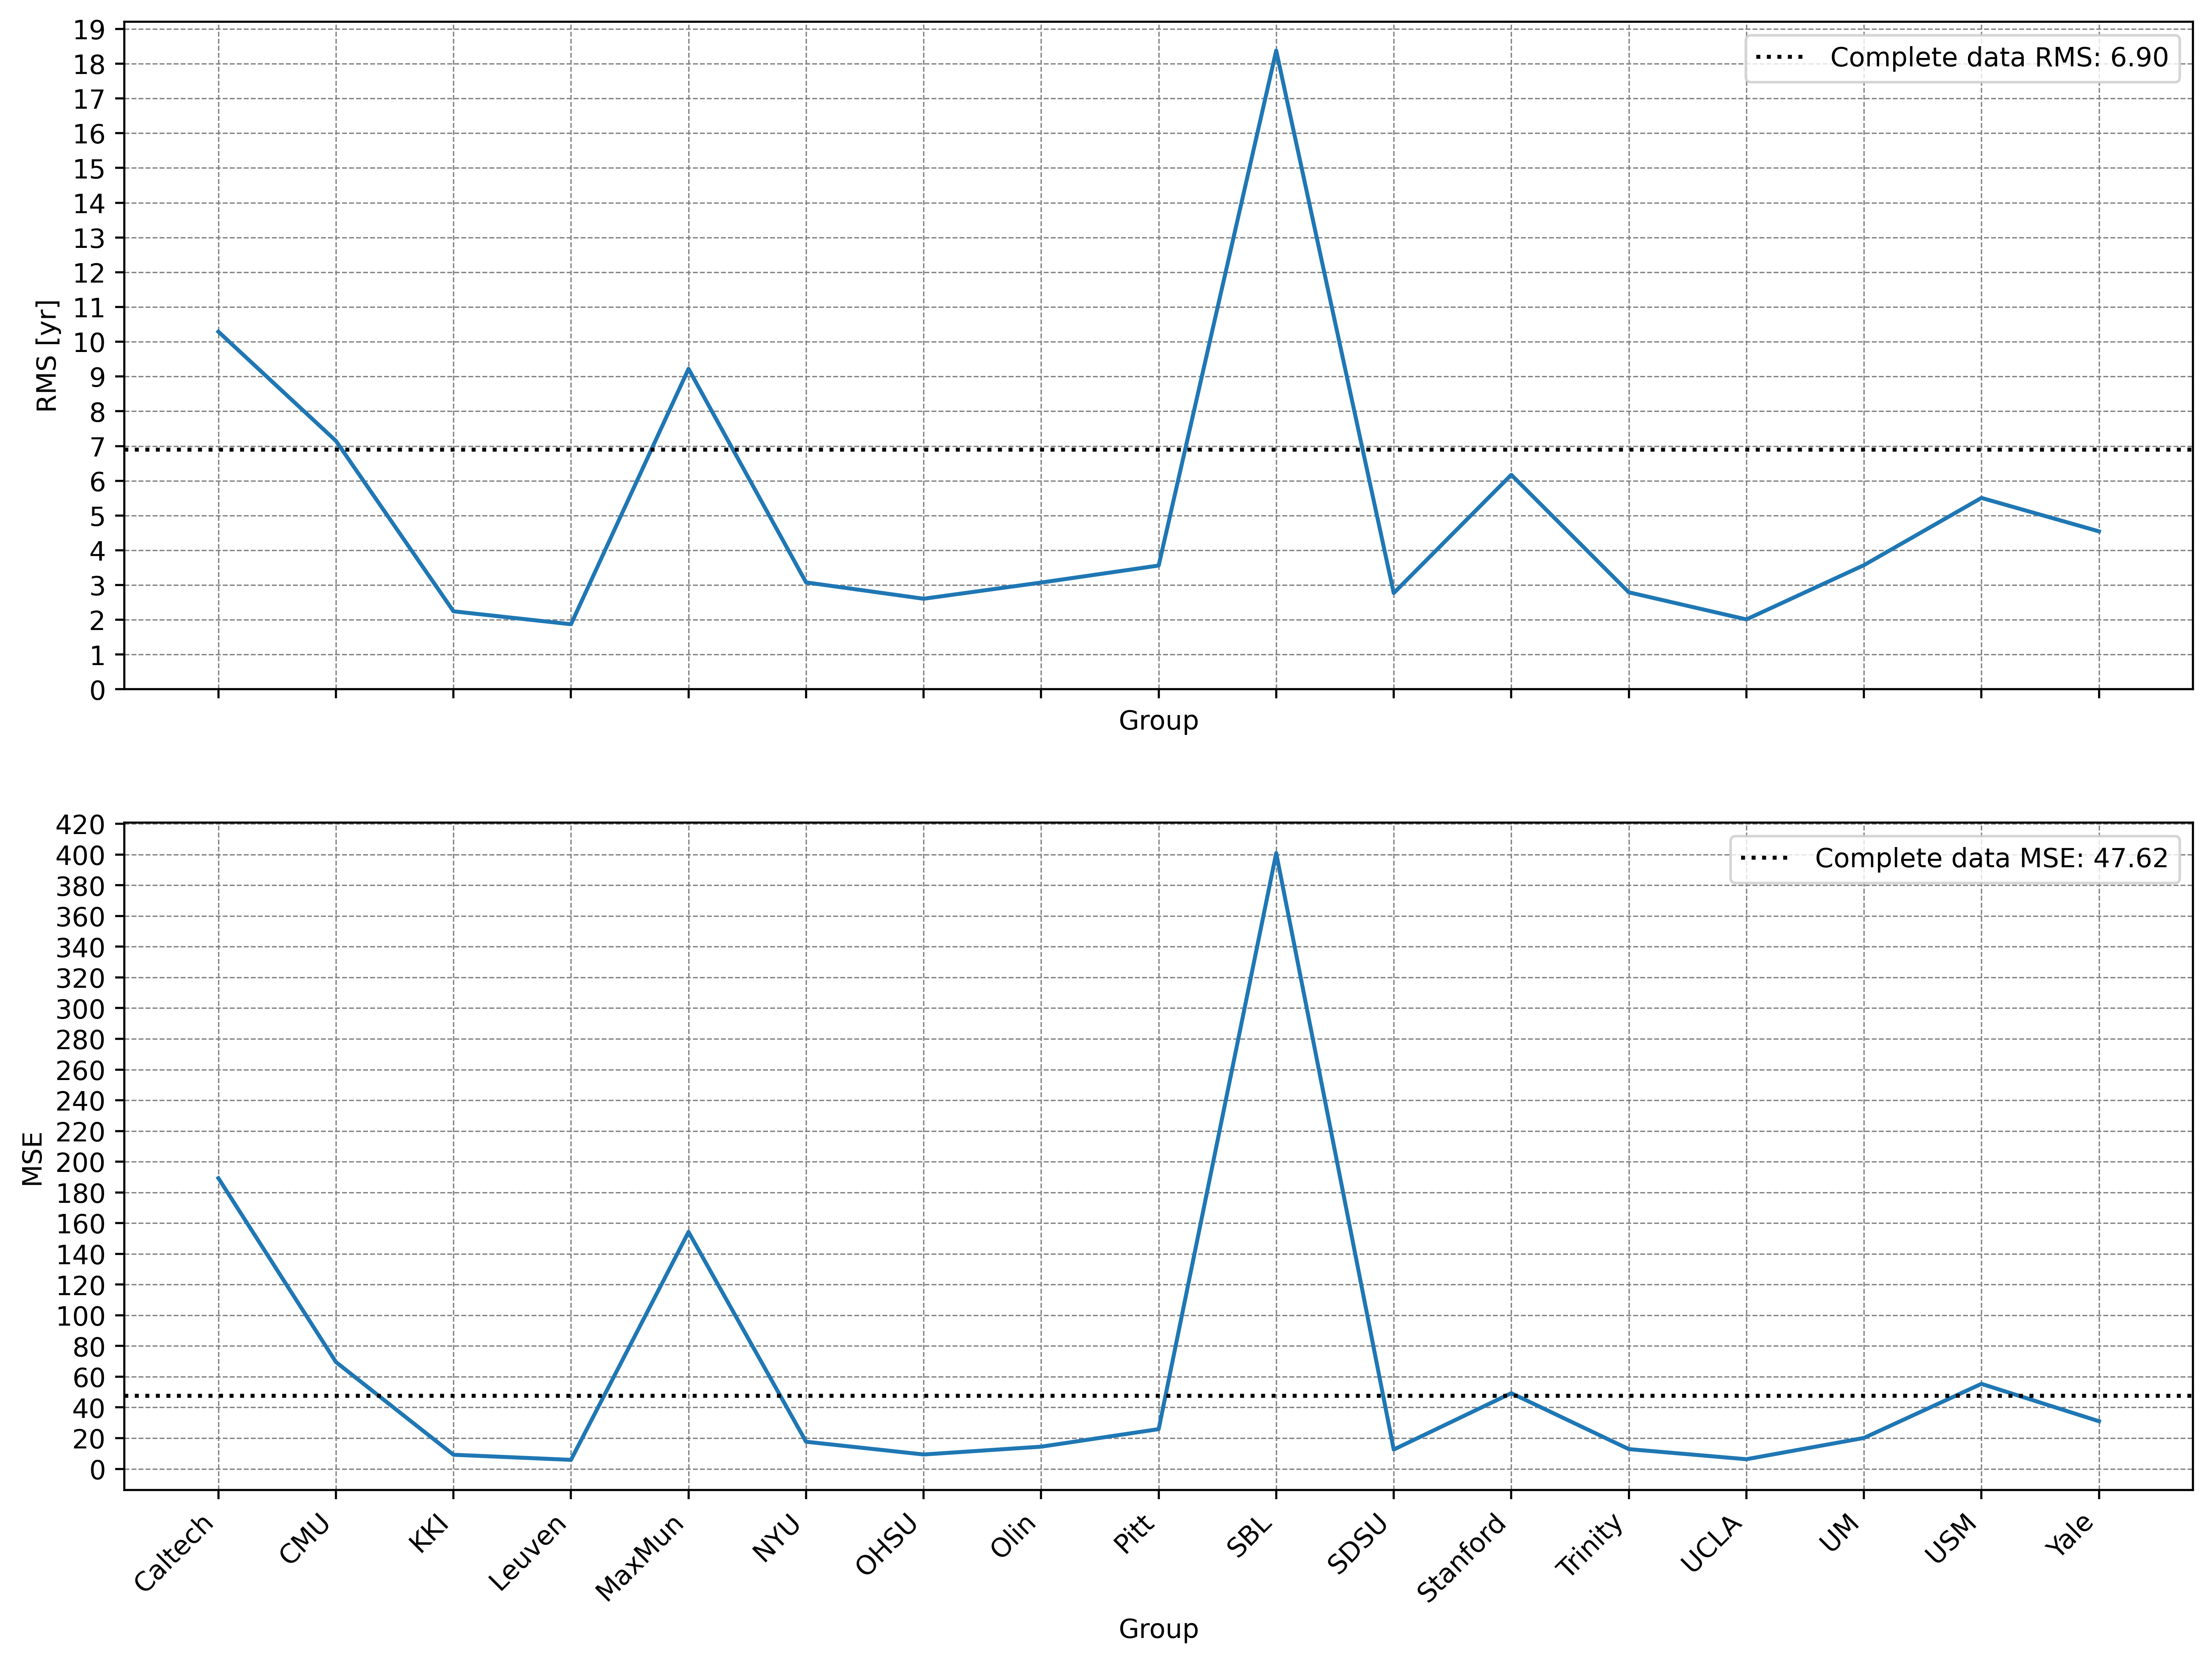 19
18
17
16
15
14
13
12
11
10
9
8
7
6
5
4
3
2
1
0
RMS [yr]
Complete data RMS: 6.90
Group
420
400
380
360
340
320
300
280
260
240
220
200
180
160
140
120
100
80
60
40
20
0
MSE
Complete data MSE: 47.62
Caltech
CMU
KKI
Leuven
MaxMun
NYU
OHSU
Olin
Pitt
SBL
SDSU
Stanford
Trinity
UCLA
UM
USM
Yale
Group